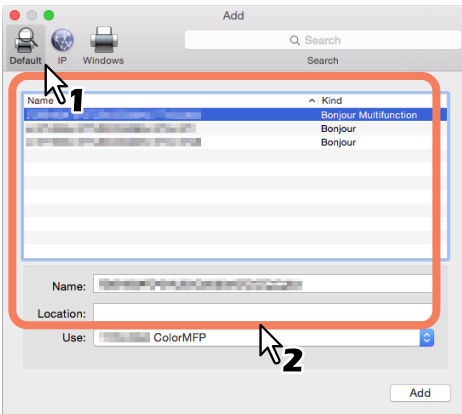 Add
Search
Default IP Windows Search
1
Name Kind
Bonjour Multifunction
Bonjour
Bonjour
Name:
Location:
Use: ColorMFP
2
Add